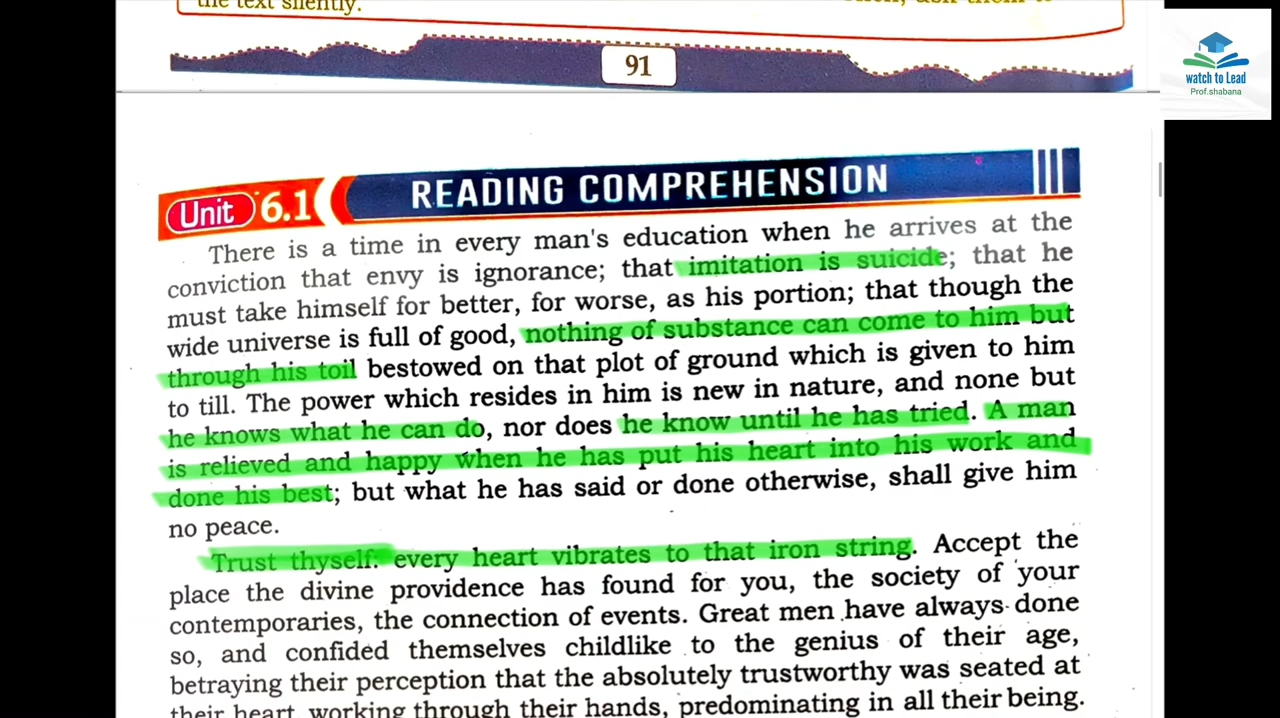 the text silently.
ask them to
91
watch to Lead
Prof.shabana
Unit 6.1 READING COMPREHENSION
There is a time in every man's education when he arrives at the
conviction that envy is ignorance; that imitation is suicide; that he
must take himself for better, for worse, as his portion; that though the
wide universe is full of good, nothing of substance can come to him but
through his toil bestowed on that plot of ground which is given to him
to till. The power which resides in him is new in nature, and none but
he knows what he can do, nor does he know until he has tried. A man
is relieved and happy when he has put his heart into his work and
done his best; but what he has said or done otherwise, shall give him
no peace.
Trust thyself: every heart vibrates to that iron string. Accept the
place the divine providence has found for you, the society of your
contemporaries, the connection of events. Great men have always done
so, and confided themselves childlike to the genius of their age,
betraying their perception that the absolutely trustworthy was seated at
their heart, working through their hands, predominating in all their being.